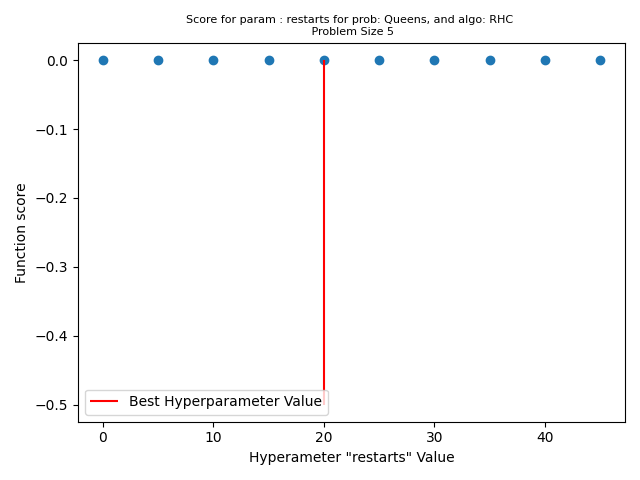 Score for param : restarts for prob: Queens, and algo: RHC
Problem Size 5
Function score
0.0
−0.1
−0.2
−0.3
−0.4
−0.5
Best Hyperparameter Value
0 10 20 30 40
Hyperameter "restarts" Value